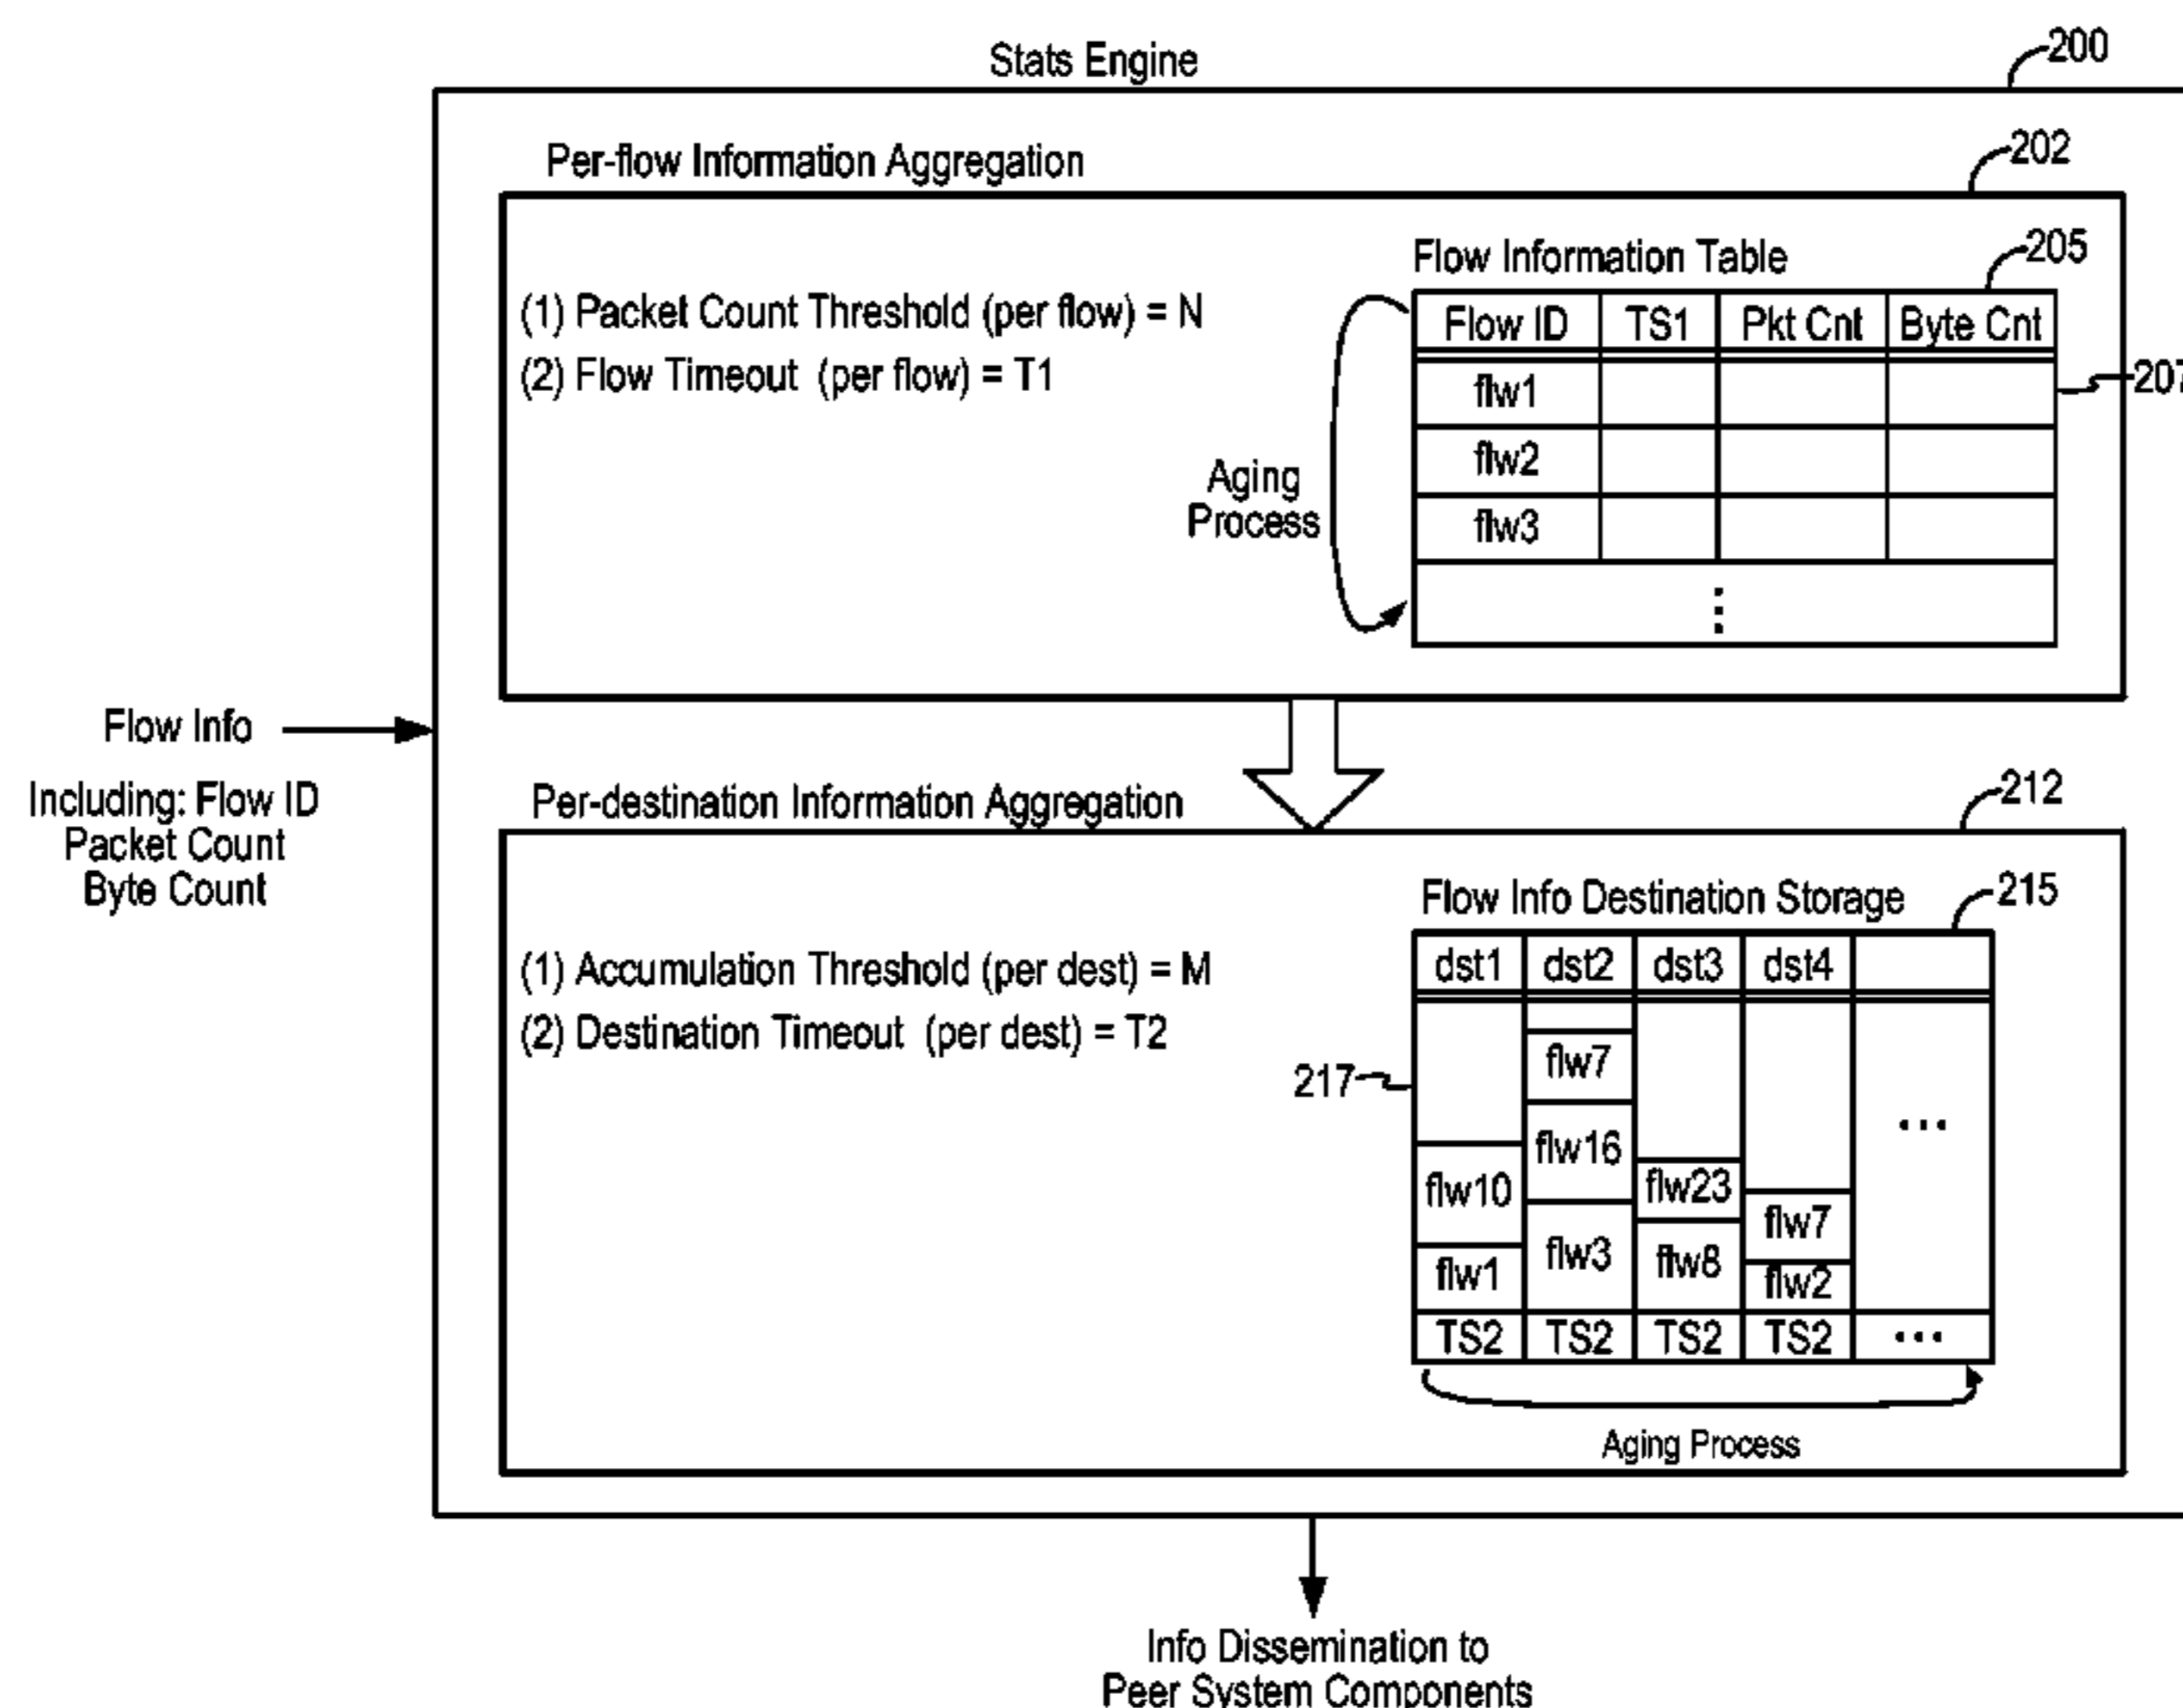 Stats Engine
200
Per-flow Information Aggregation
202
(1) Packet Count Threshold (per flow) = N
(2) Flow Timeout (per flow) = T1
Flow Information Table
205
Flow ID TS1 Pkt Cnt Byte Cnt
flw1
207
flw2
flw3
Aging
Process
Flow Info
Including: Flow ID
Packet Count
Byte Count
Per-destination Information Aggregation
212
(1) Accumulation Threshold (per dest) = M
(2) Destination Timeout (per dest) = T2
Flow Info Destination Storage
215
dst1 dst2 dst3 dst4
217
flw7
flw16
flw10
flw23
flw7
flw1
flw3
flw8
flw2
TS2 TS2 TS2 TS2 ...
Aging Process
Info Dissemination to
Peer System Components